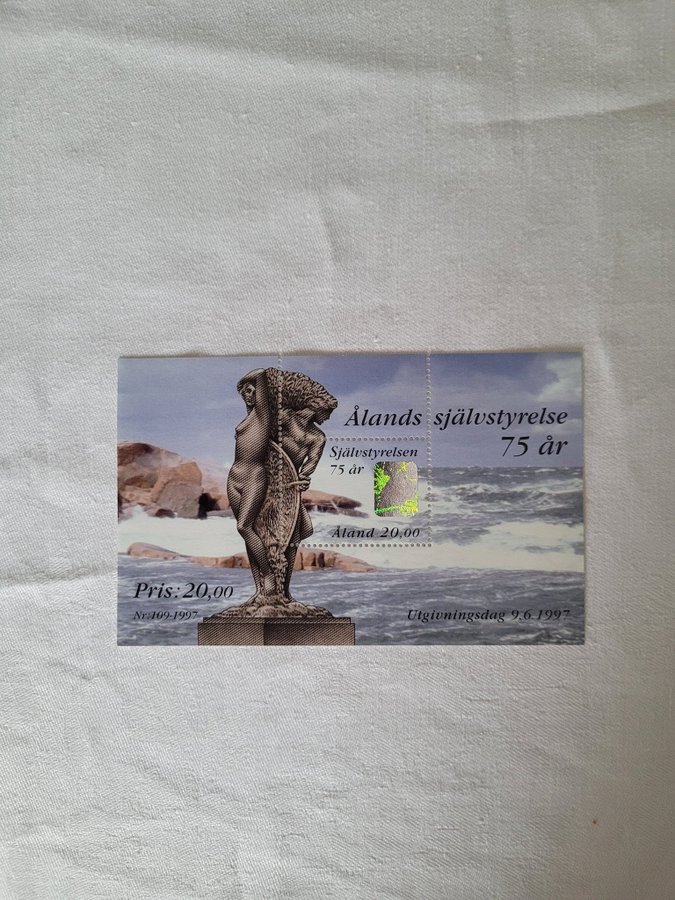 Ålands självstyrelse
75 år
Självstyrelsen
75 år
Åland 20,00
Pris: 20,00
Nr: 109-1997
Utgivningsdag 9.6.1997